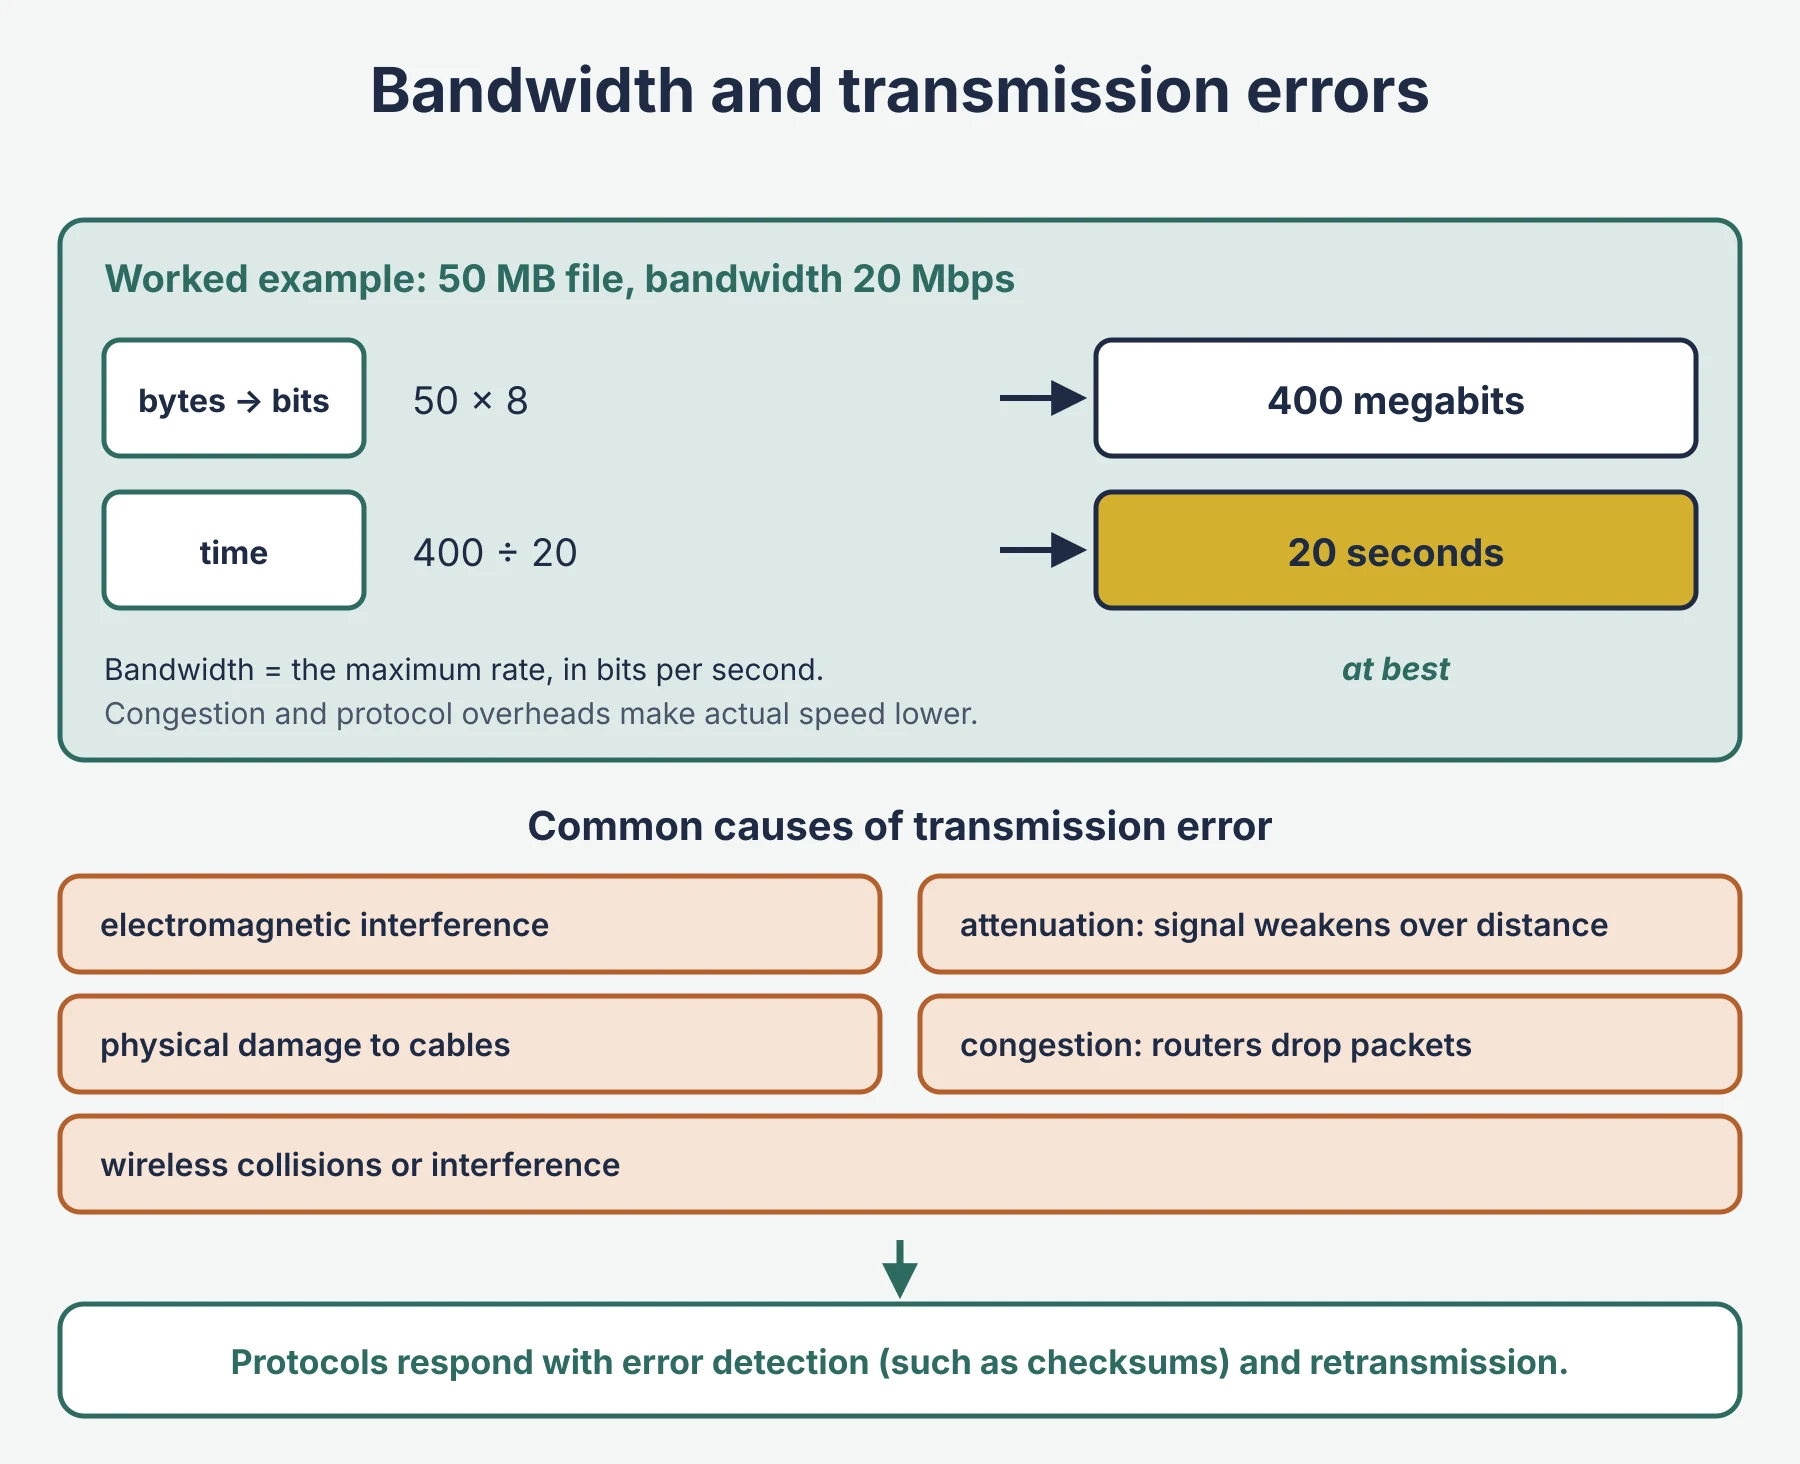 Bandwidth and transmission errors
Worked example: 50 MB file, bandwidth 20 Mbps
bytes → bits
50 × 8
400 megabits
time
400 ÷ 20
20 seconds
Bandwidth = the maximum rate, in bits per second.
at best
Congestion and protocol overheads make actual speed lower.
Common causes of transmission error
electromagnetic interference
attenuation: signal weakens over distance
physical damage to cables
congestion: routers drop packets
wireless collisions or interference
Protocols respond with error detection (such as checksums) and retransmission.